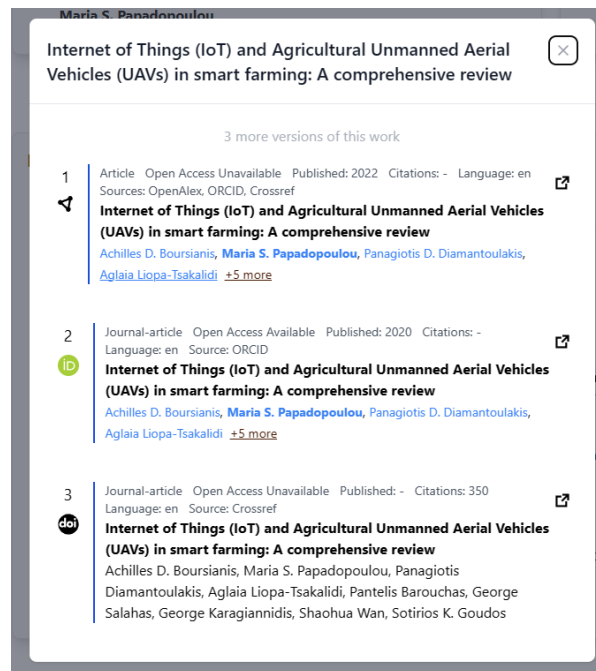 Maria S. Papadopoulou
Internet of Things (IoT) and Agricultural Unmanned Aerial
Vehicles (UAVs) in smart farming: A comprehensive review
3 more versions of this work
1
Article Open Access Unavailable Published: 2022 Citations: - Language: en
Sources: OpenAlex, ORCID, Crossref
Internet of Things (IoT) and Agricultural Unmanned Aerial Vehicles
(UAVs) in smart farming: A comprehensive review
Achilles D. Boursianis, Maria S. Papadopoulou, Panagiotis D. Diamantoulakis,
Aglaia Liopa-Tsakalidi +5 more
2
iD
Journal-article Open Access Available Published: 2020 Citations: -
Language: en Source: ORCID
Internet of Things (IoT) and Agricultural Unmanned Aerial Vehicles
(UAVs) in smart farming: A comprehensive review
Achilles D. Boursianis, Maria S. Papadopoulou, Panagiotis D. Diamantoulakis,
Aglaia Liopa-Tsakalidi +5 more
3
doi
Journal-article Open Access Unavailable Published: - Citations: 350
Language: en Source: Crossref
Internet of Things (IoT) and Agricultural Unmanned Aerial Vehicles
(UAVs) in smart farming: A comprehensive review
Achilles D. Boursianis, Maria S. Papadopoulou, Panagiotis
Diamantoulakis, Aglaia Liopa-Tsakalidi, Pantelis Barouchas, George
Salahas, George Karagiannidis, Shaohua Wan, Sotirios K. Goudos